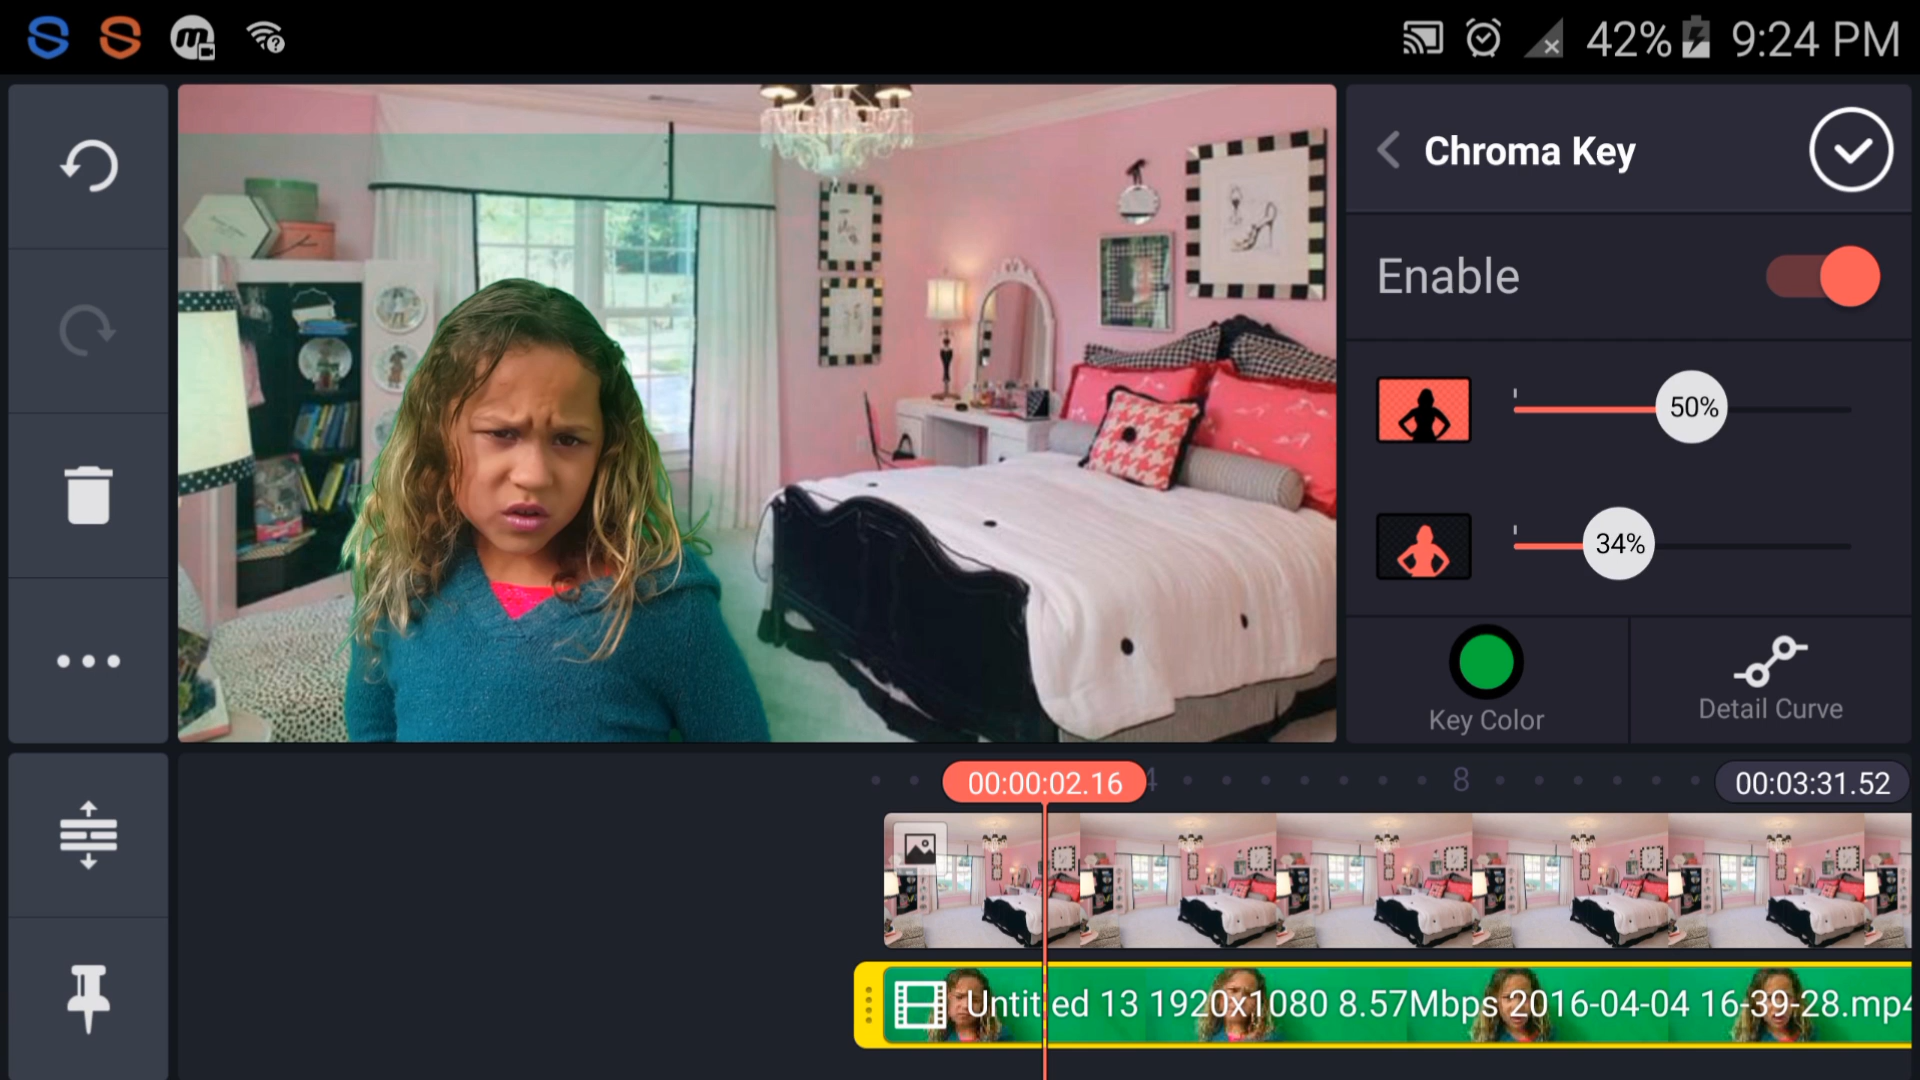 42% 9:24 PM
Chroma Key
Enable
50%
34%
Key Color
Detail Curve
00:00:02.16
4
8
00:03:31.52
Untitled 13 1920x1080 8.57Mbps 2016-04-04 16-39-28.mp4